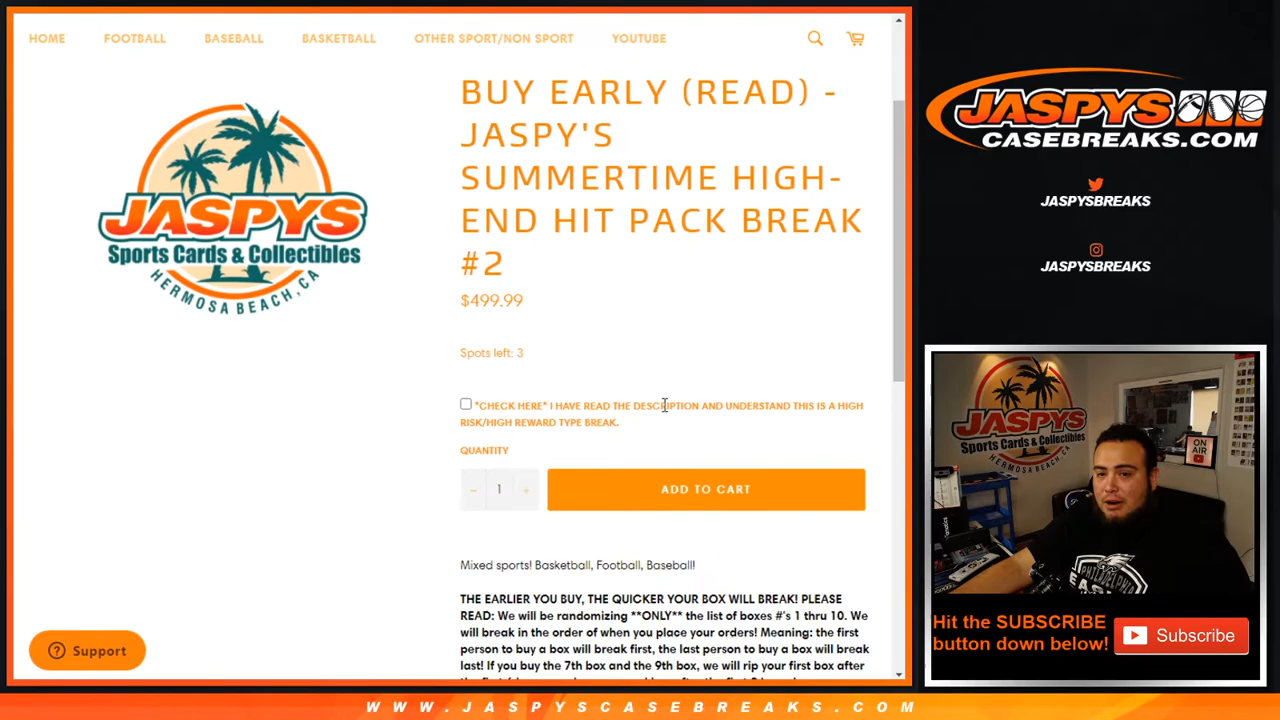 HOME FOOTBALL BASEBALL BASKETBALL OTHER SPORT/NON SPORT YOUTUBE
JASPYS
Sports Cards & Collectibles
HERMOSA BEACH, CA
BUY EARLY (READ) -
JASPY'S
SUMMERTIME HIGH-
END HIT PACK BREAK
#2
$499.99
Spots left: 3
*CHECK HERE* I HAVE READ THE DESCRIPTION AND UNDERSTAND THIS IS A HIGH
RISK/HIGH REWARD TYPE BREAK.
QUANTITY
1
ADD TO CART
Mixed sports! Basketball, Football, Baseball!
THE EARLIER YOU BUY, THE QUICKER YOUR BOX WILL BREAK! PLEASE
READ: We will be randomizing **ONLY** the list of boxes #'s 1 thru 10. We
will break in the order of when you place your orders! Meaning: the first
person to buy a box will break first, the last person to buy a box will break
last! If you buy the 7th box and the 9th box, we will rip your first box after
Support
JASPYS
CASEBREAKS.COM
JASPYSBREAKS
JASPYSBREAKS
JASPYS
Sports Cards & Collectibles
HERMOSA BEACH, CA
ON
AIR
PHILADELPHIA
Hit the SUBSCRIBE
button down below!
Subscribe
WWW.JASPYSCASEBREAKS.COM